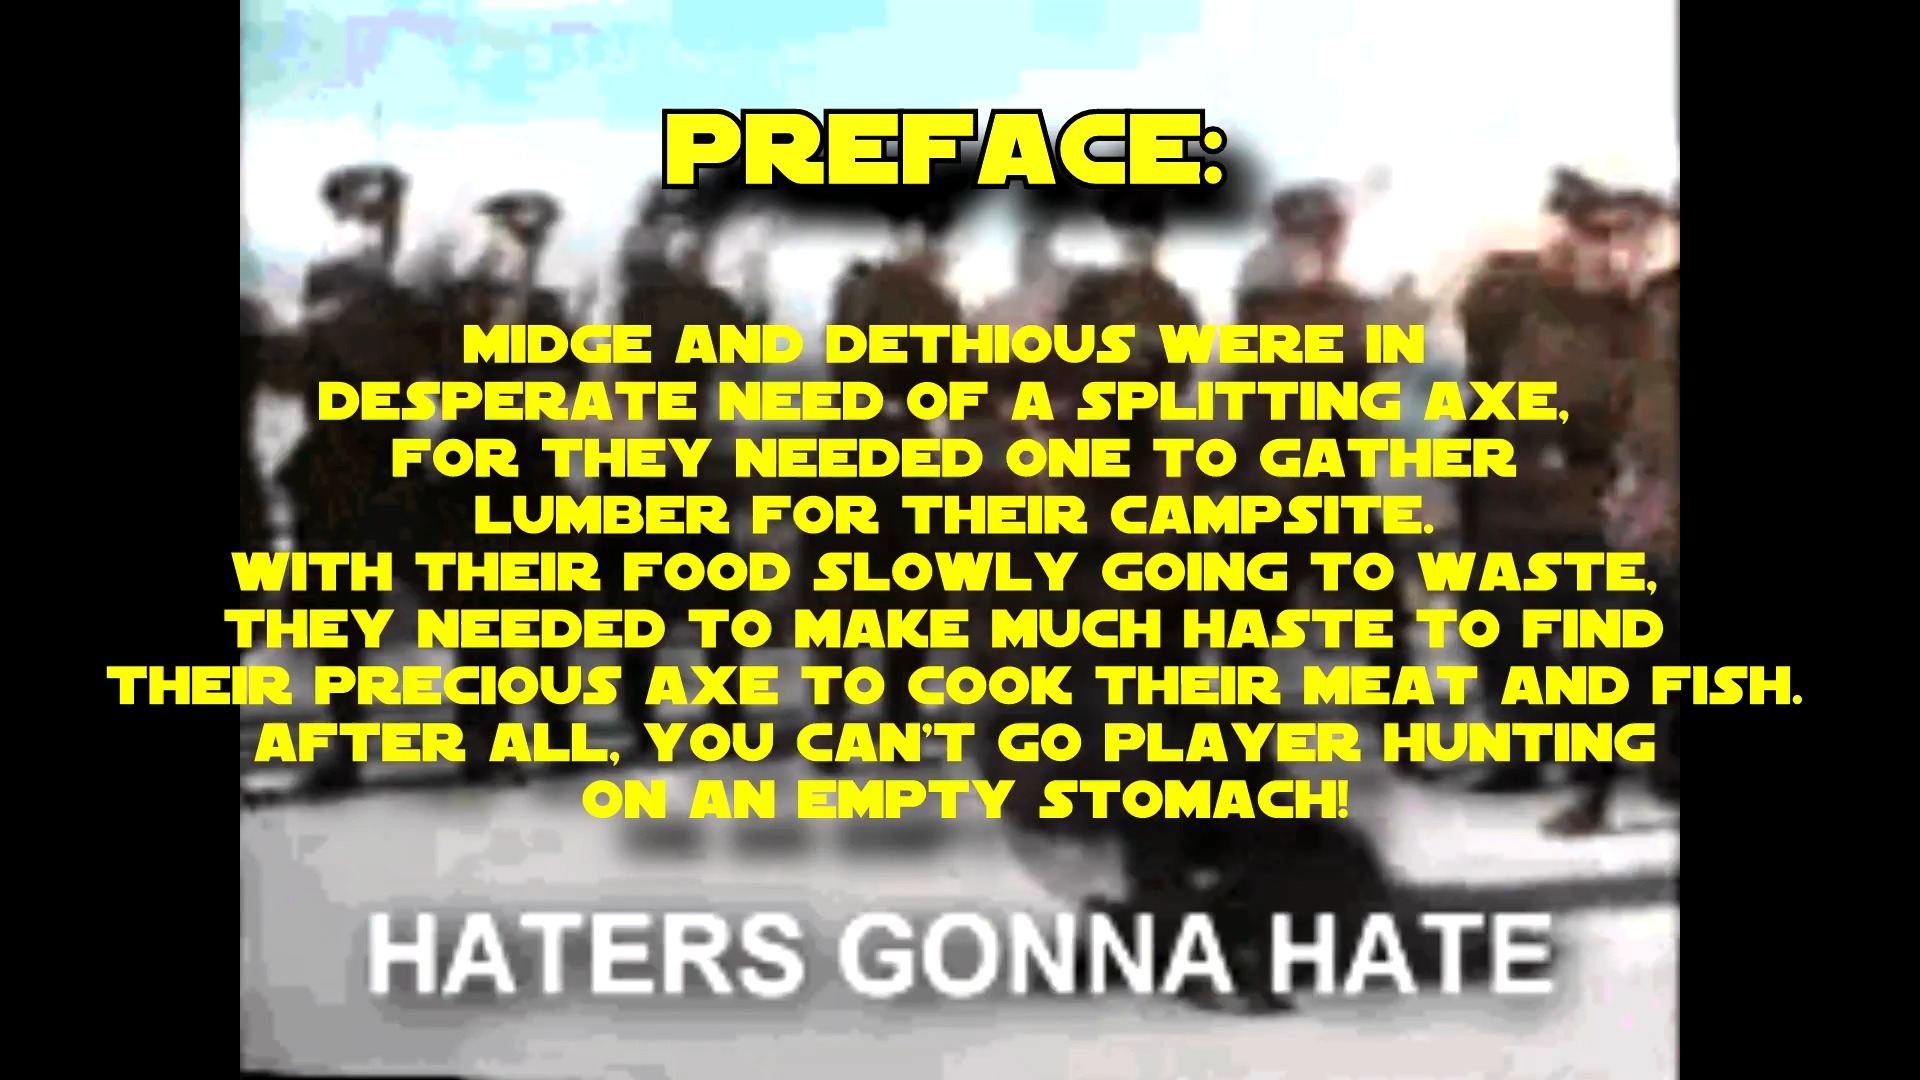 PREFACE:
MIDGE AND DETHIOUS WERE IN
DESPERATE NEED OF A SPLITTING AXE,
FOR THEY NEEDED ONE TO GATHER
LUMBER FOR THEIR CAMPSITE.
WITH THEIR FOOD SLOWLY GOING TO WASTE,
THEY NEEDED TO MAKE MUCH HASTE TO FIND
THEIR PRECIOUS AXE TO COOK THEIR MEAT AND FISH.
AFTER ALL, YOU CAN'T GO PLAYER HUNTING
ON AN EMPTY STOMACH!
HATERS GONNA HATE